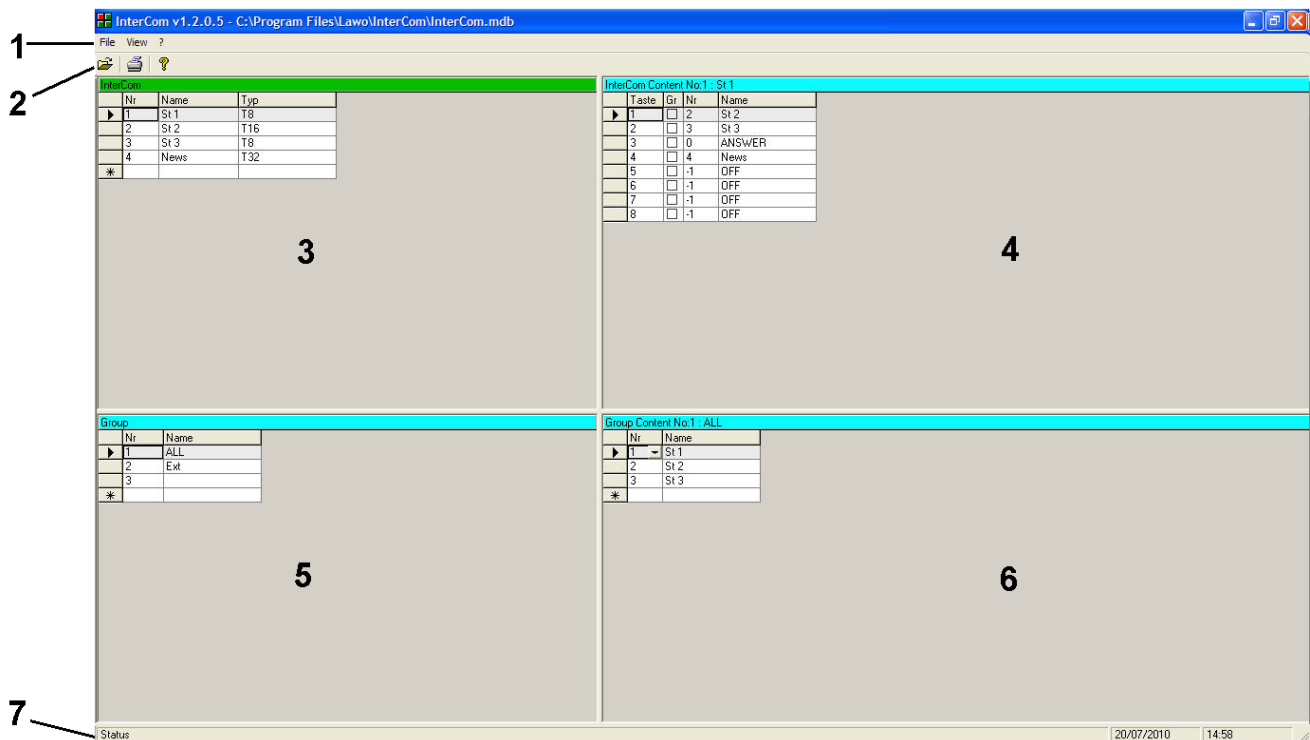 InterCom v1.2.0.5 - C:\Program Files\Lawo\InterCom\InterCom.mdb
1
File View ?
2
InterCom
Nr Name Typ
1 St 1 T8
2 St 2 T16
3 St 3 T8
4 News T32
3
InterCom Content No:1 : St 1
Taste Gr Nr Name
1 2 St 2
2 3 St 3
3 0 ANSWER
4 4 News
5 -1 OFF
6 -1 OFF
7 -1 OFF
8 -1 OFF
4
Group
Nr Name
1 ALL
2 Ext
3
5
Group Content No:1 : ALL
Nr Name
1 St 1
2 St 2
3 St 3
6
7
Status 20/07/2010 14:58